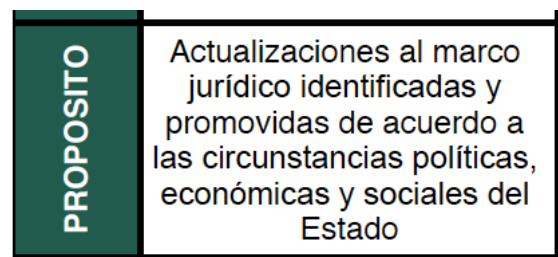 PROPOSITO
Actualizaciones al marco
jurídico identificadas y
promovidas de acuerdo a
las circunstancias políticas,
económicas y sociales del
Estado